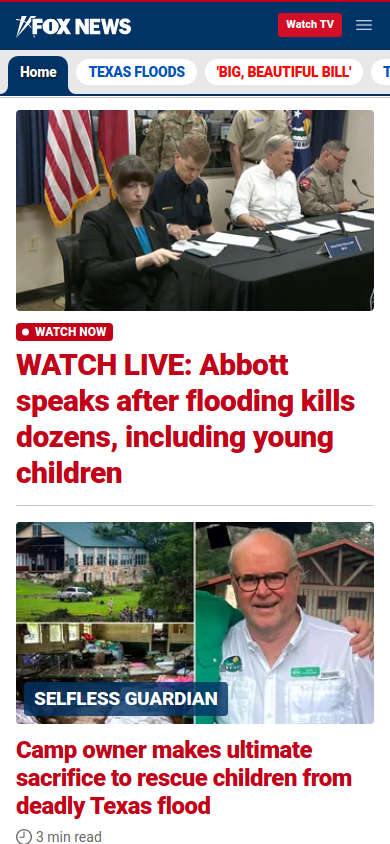 FOX NEWS
Watch TV
Home TEXAS FLOODS 'BIG, BEAUTIFUL BILL'
WATCH NOW
WATCH LIVE: Abbott
speaks after flooding kills
dozens, including young
children
SELFLESS GUARDIAN
Camp owner makes ultimate
sacrifice to rescue children from
deadly Texas flood
3 min read